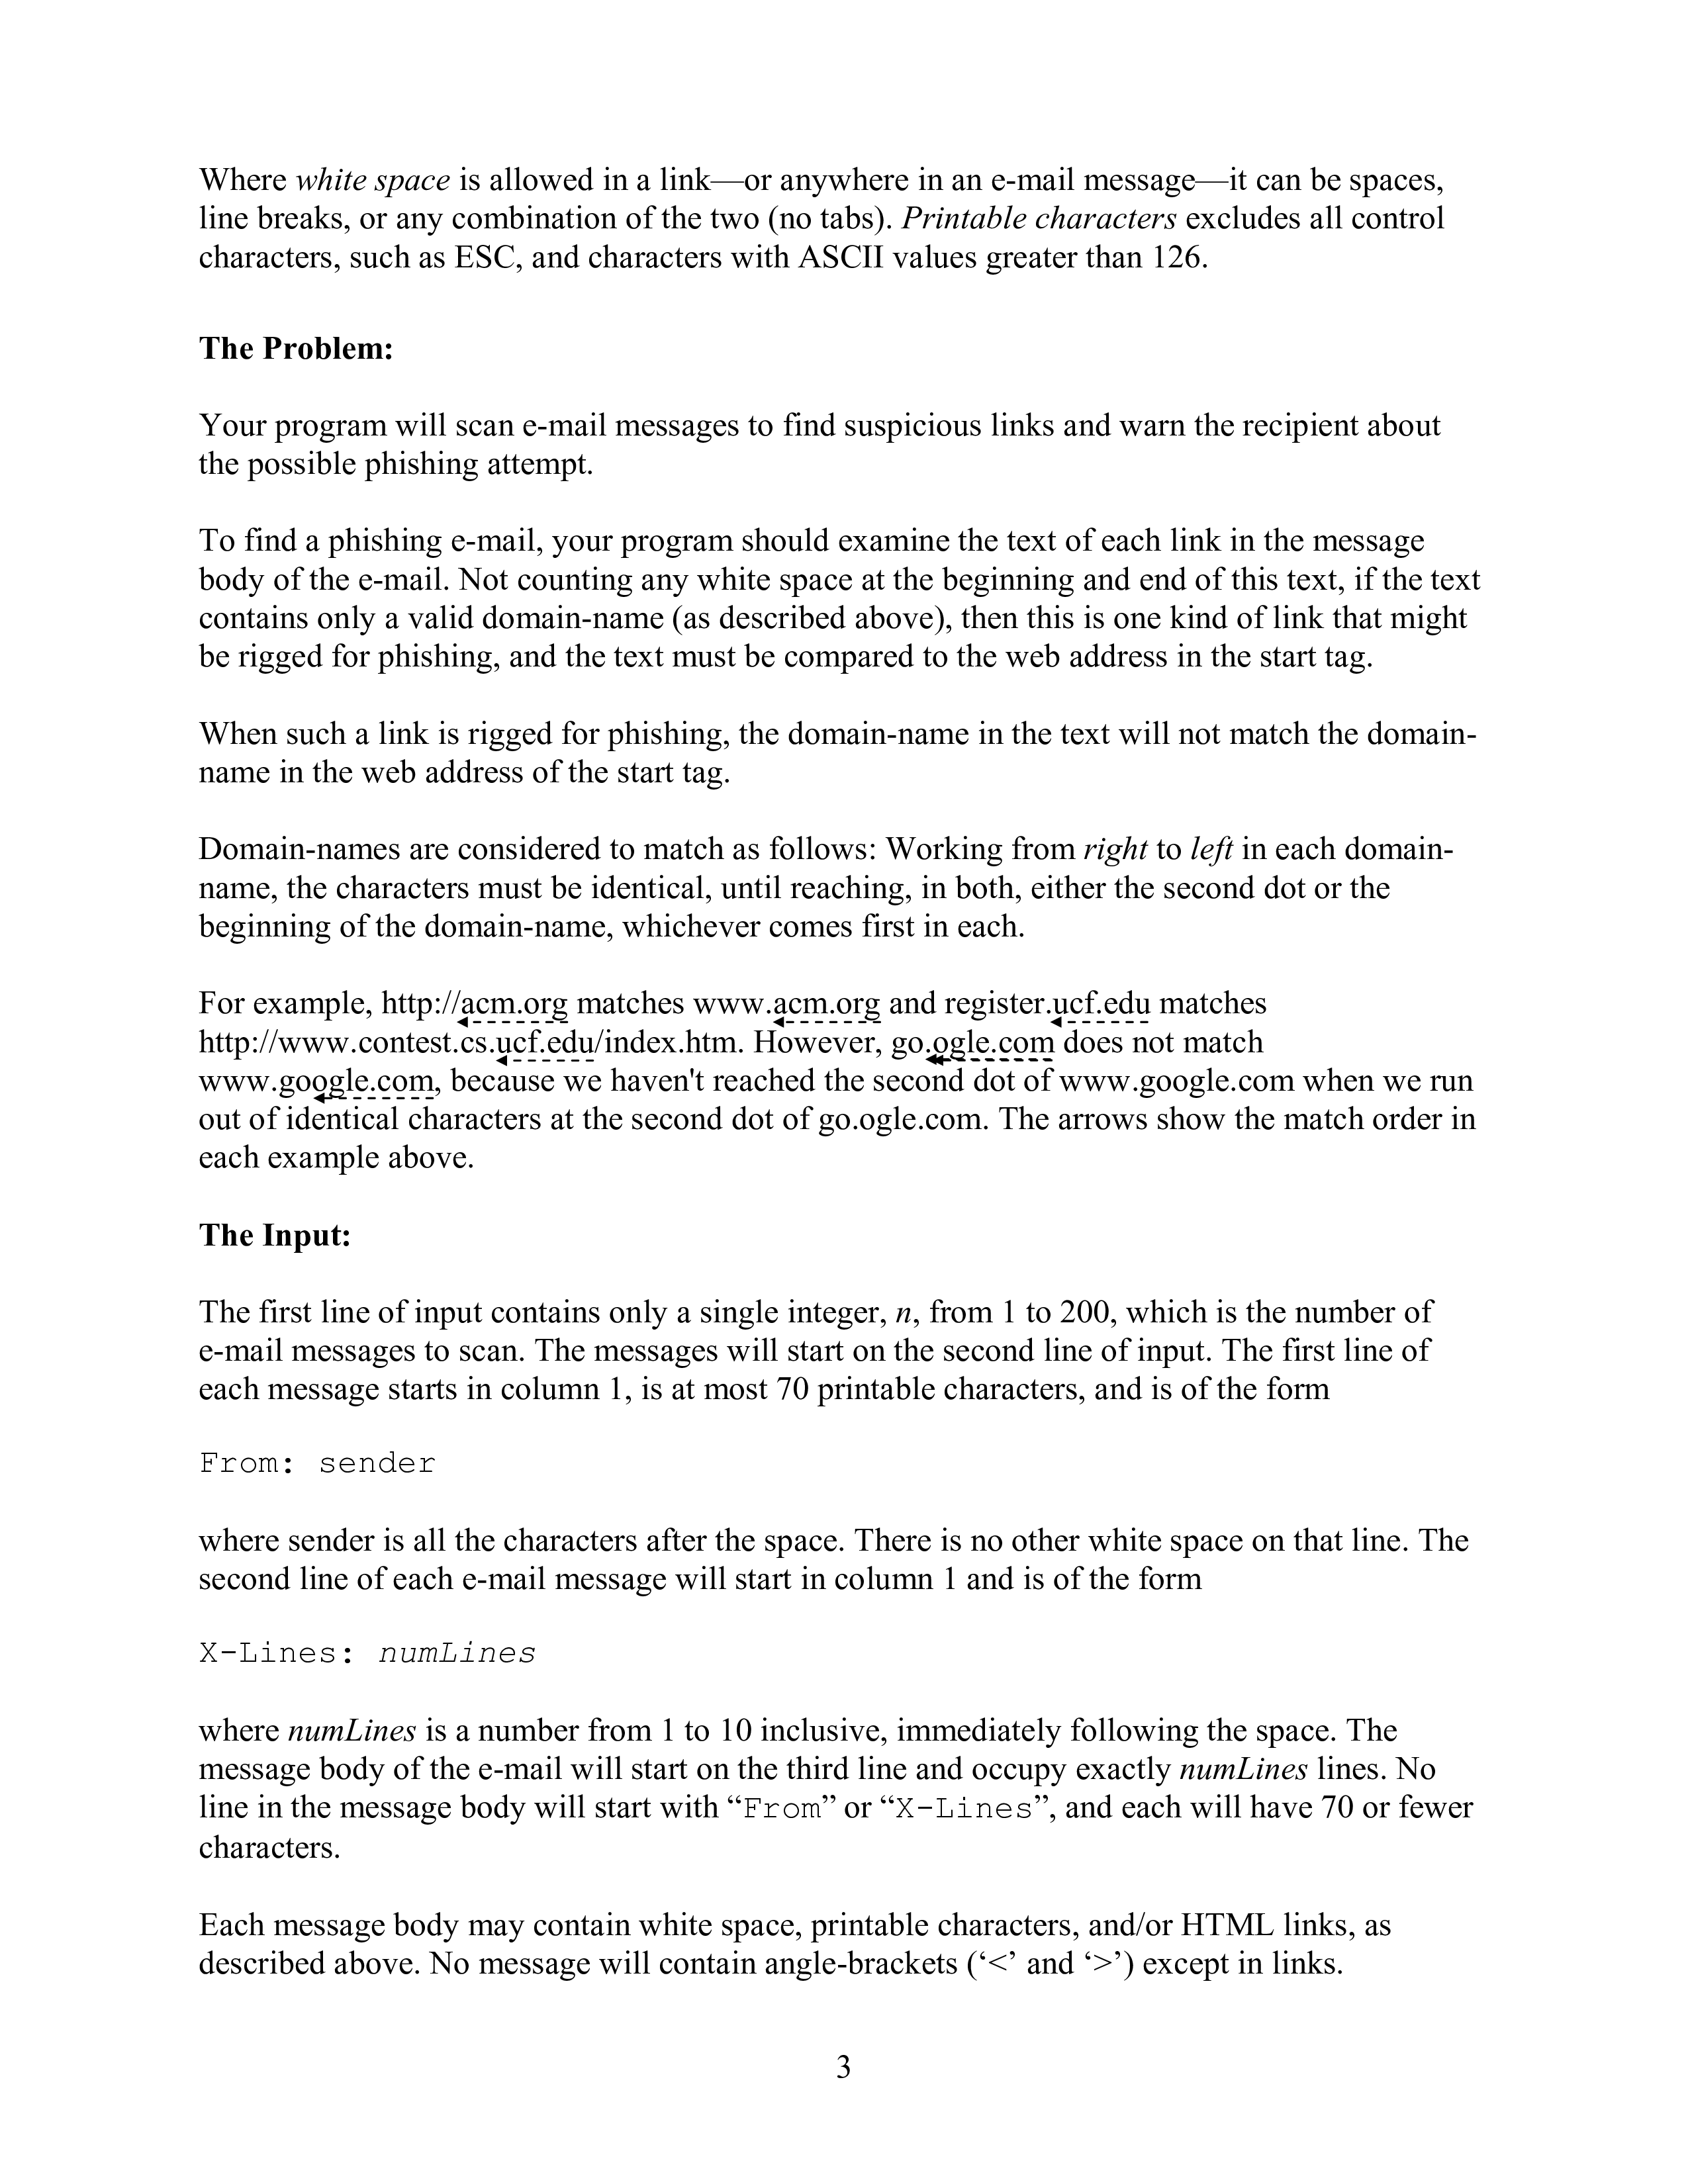 Where white space is allowed in a link—or anywhere in an e-mail message—it can be spaces,
line breaks, or any combination of the two (no tabs). Printable characters excludes all control
characters, such as ESC, and characters with ASCII values greater than 126.
The Problem:
Your program will scan e-mail messages to find suspicious links and warn the recipient about
the possible phishing attempt.
To find a phishing e-mail, your program should examine the text of each link in the message
body of the e-mail. Not counting any white space at the beginning and end of this text, if the text
contains only a valid domain-name (as described above), then this is one kind of link that might
be rigged for phishing, and the text must be compared to the web address in the start tag.
When such a link is rigged for phishing, the domain-name in the text will not match the domain-
name in the web address of the start tag.
Domain-names are considered to match as follows: Working from right to left in each domain-
name, the characters must be identical, until reaching, in both, either the second dot or the
beginning of the domain-name, whichever comes first in each.
For example, http://acm.org matches www.acm.org and register.ucf.edu matches
http://www.contest.cs.ucf.edu/index.htm. However, go.ogle.com does not match
www.google.com, because we haven't reached the second dot of www.google.com when we run
out of identical characters at the second dot of go.ogle.com. The arrows show the match order in
each example above.
The Input:
The first line of input contains only a single integer, n, from 1 to 200, which is the number of
e-mail messages to scan. The messages will start on the second line of input. The first line of
each message starts in column 1, is at most 70 printable characters, and is of the form
From: sender
where sender is all the characters after the space. There is no other white space on that line. The
second line of each e-mail message will start in column 1 and is of the form
X-Lines: numLines
where numLines is a number from 1 to 10 inclusive, immediately following the space. The
message body of the e-mail will start on the third line and occupy exactly numLines lines. No
line in the message body will start with “From” or “X-Lines”, and each will have 70 or fewer
characters.
Each message body may contain white space, printable characters, and/or HTML links, as
described above. No message will contain angle-brackets (‘<’ and ‘>’) except in links.
3